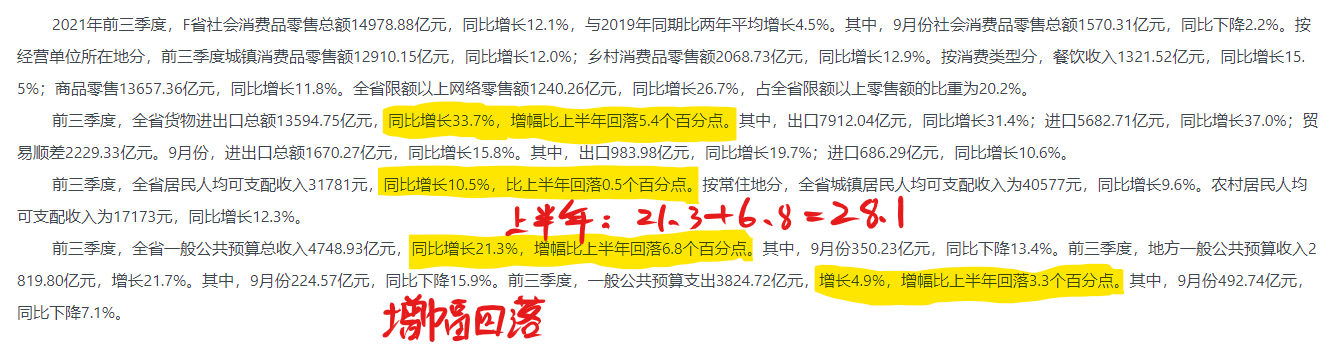 2021年前三季度，F省社会消费品零售总额14978.88亿元，同比增长12.1%，与2019年同期比两年平均增长4.5%。其中，9月份社会消费品零售总额1570.31亿元，同比下降2.2%。按
经营单位所在地分，前三季度城镇消费品零售额12910.15亿元，同比增长12.0%；乡村消费品零售额2068.73亿元，同比增长12.9%。按消费类型分，餐饮收入1321.52亿元，同比增长15.
5%；商品零售13657.36亿元，同比增长11.8%。全省限额以上网络零售额1240.26亿元，同比增长26.7%，占全省限额以上零售额的比重为20.2%。
前三季度，全省货物进出口总额13594.75亿元，同比增长33.7%，增幅比上半年回落5.4个百分点。其中，出口7912.04亿元，同比增长31.4%；进口5682.71亿元，同比增长37.0%；贸
易顺差2229.33亿元。9月份，进出口总额1670.27亿元，同比增长15.8%。其中，出口983.98亿元，同比增长19.7%；进口686.29亿元，同比增长10.6%。
前三季度，全省居民人均可支配收入31781元，同比增长10.5%，比上半年回落0.5个百分点。按常住地分，全省城镇居民人均可支配收入为40577元，同比增长9.6%。农村居民人均
可支配收入为17173元，同比增长12.3%。
上半年：21.3+6.8=28.1
前三季度，全省一般公共预算总收入4748.93亿元，同比增长21.3%，增幅比上半年回落6.8个百分点。其中，9月份350.23亿元，同比下降13.4%。前三季度，地方一般公共预算收入2
819.80亿元，增长21.7%。其中，9月份224.57亿元，同比下降15.9%。前三季度，一般公共预算支出3824.72亿元，增长4.9%，增幅比上半年回落3.3个百分点。其中，9月份492.74亿元，
同比下降7.1%。
增幅回落